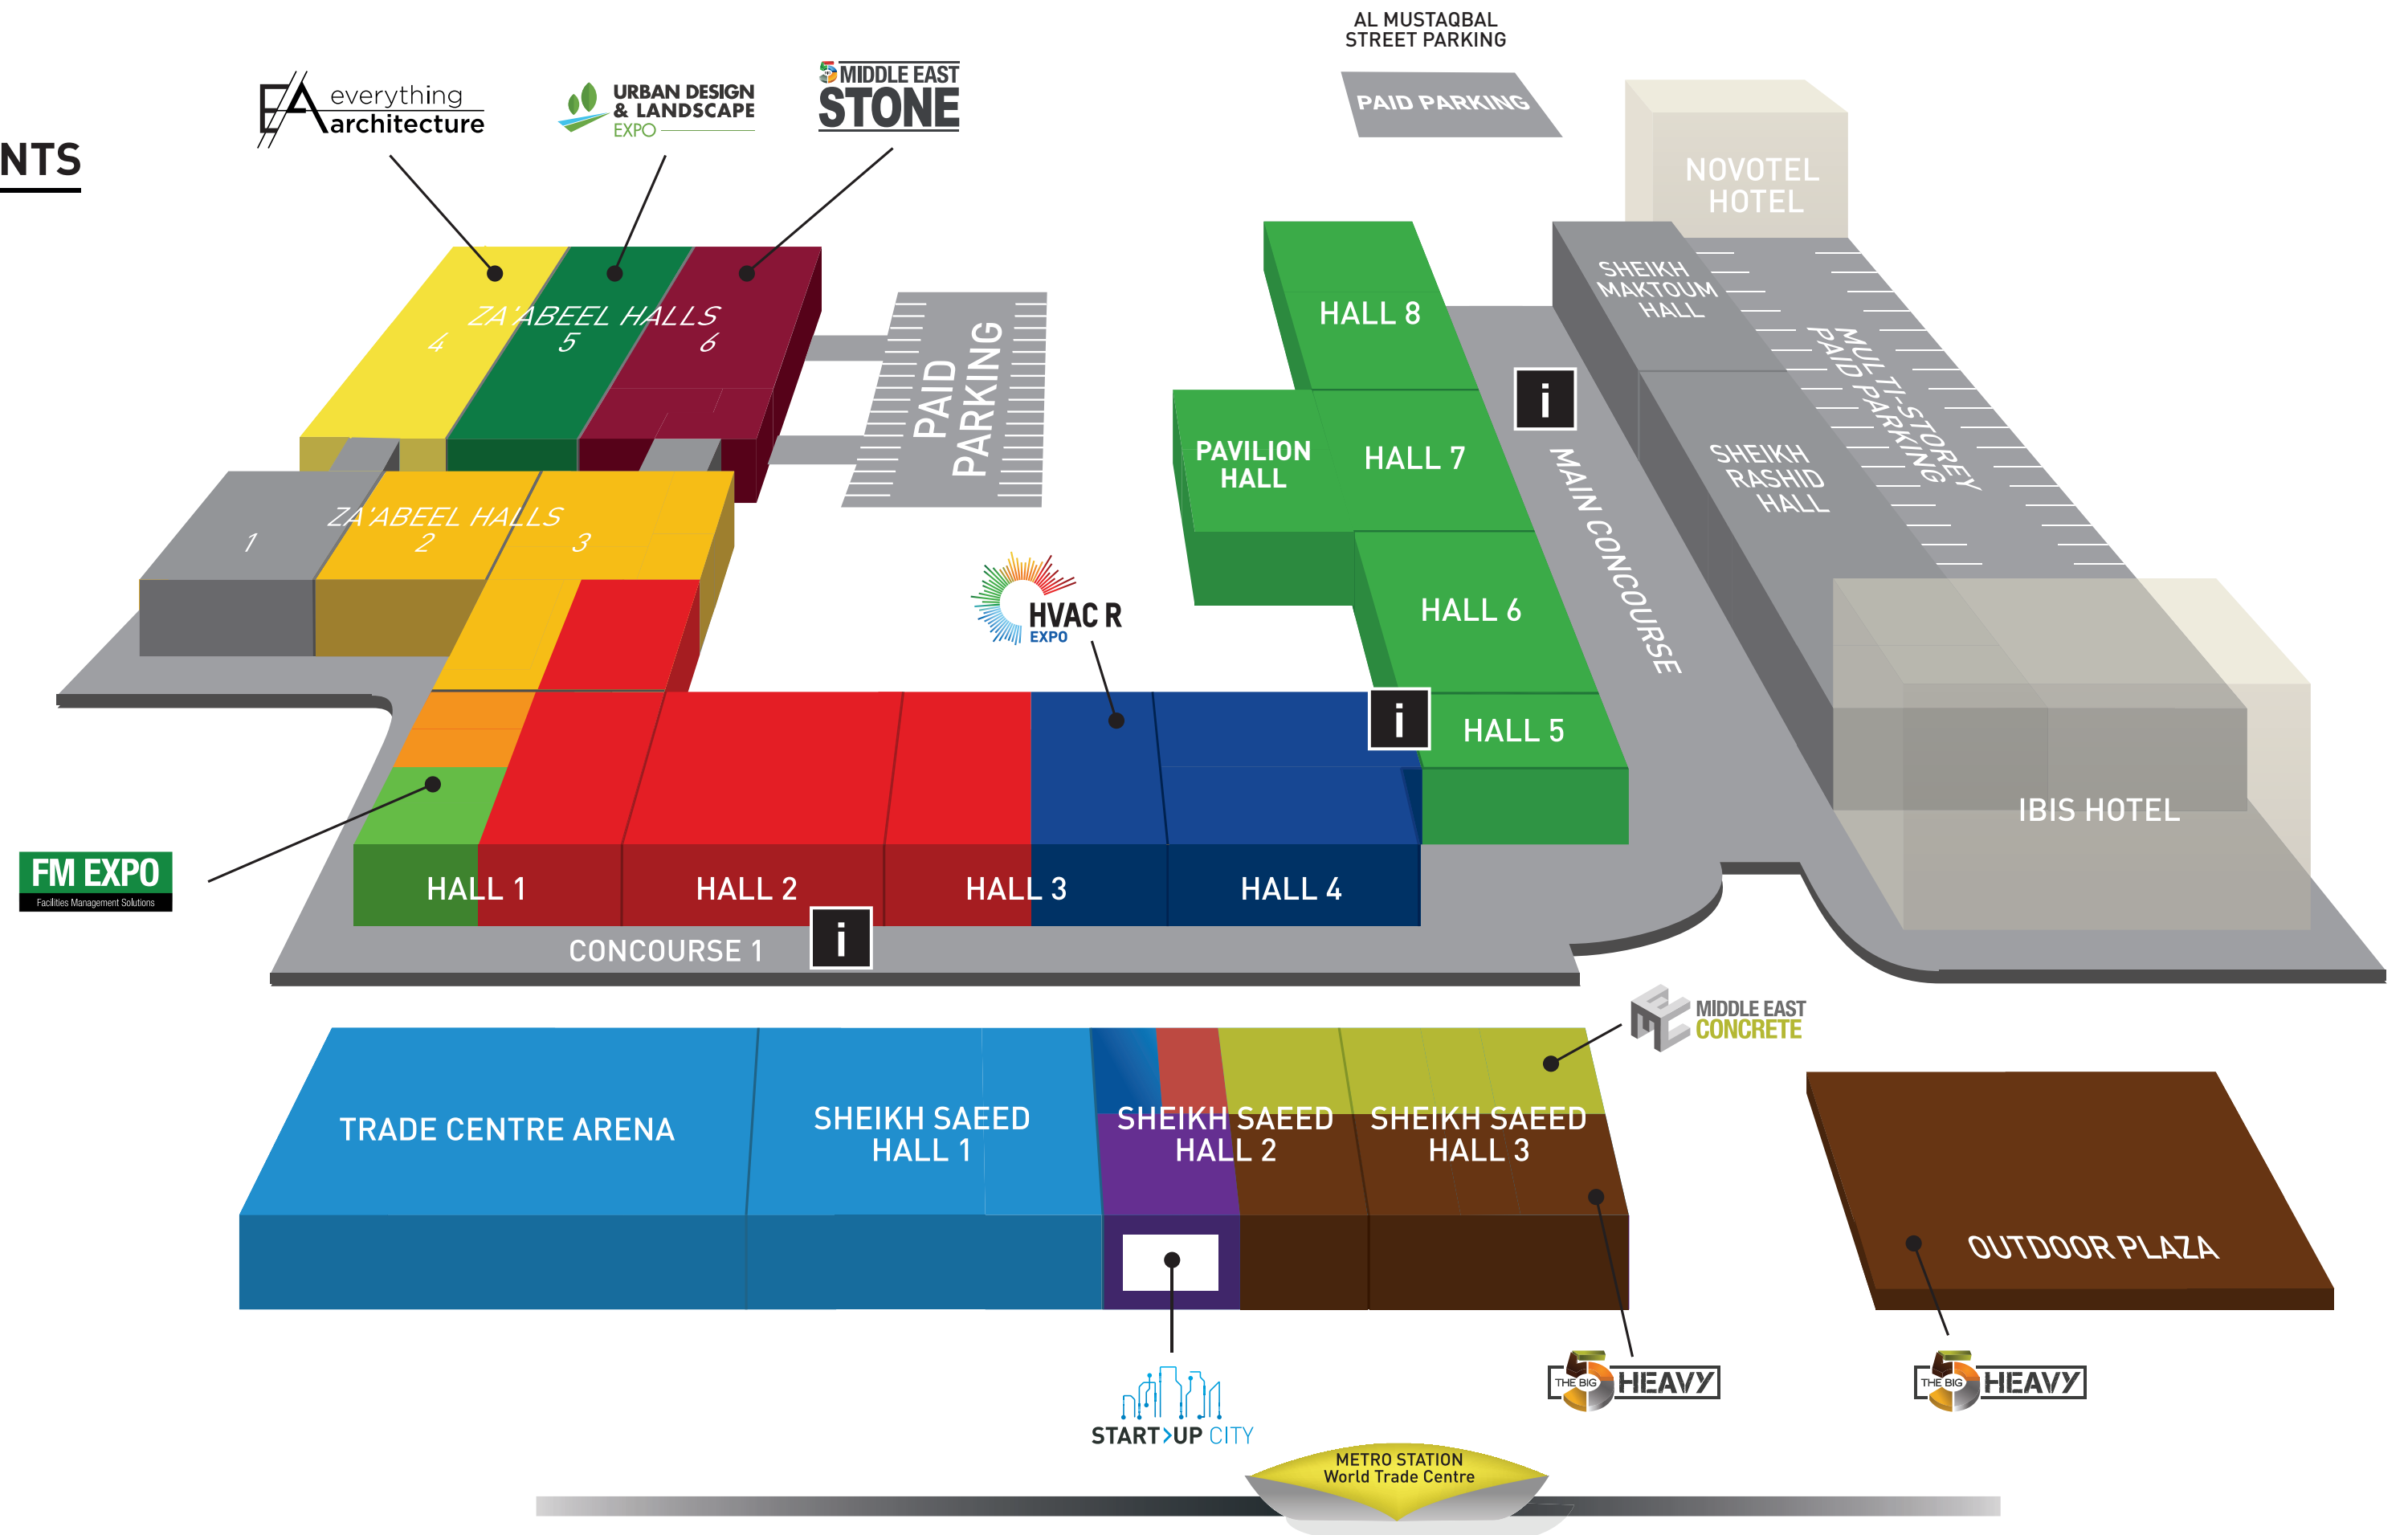 AL MUSTAQBAL
STREET PARKING
PAID PARKING
NTS
EA everything
architecture
URBAN DESIGN
& LANDSCAPE
EXPO
5 MIDDLE EAST
STONE
NOVOTEL
HOTEL
ZA'ABEEL HALLS
4
5
6
PAID
PARKING
HALL 8
SHEIKH
MAKTOUM
HALL
MULTI-STOREY
PAID PARKING
i
PAVILION
HALL
HALL 7
MAIN CONCOURSE
SHEIKH
RASHID
HALL
ZA'ABEEL HALLS
1
2
3
HVAC R
EXPO
HALL 6
i
HALL 5
IBIS HOTEL
FM EXPO
Facilities Management Solutions
HALL 1
HALL 2
HALL 3
HALL 4
CONCOURSE 1
i
MEC MIDDLE EAST
CONCRETE
TRADE CENTRE ARENA
SHEIKH SAEED
HALL 1
SHEIKH SAEED
HALL 2
SHEIKH SAEED
HALL 3
OUTDOOR PLAZA
START>UP CITY
THE BIG 5 HEAVY
THE BIG 5 HEAVY
METRO STATION
World Trade Centre